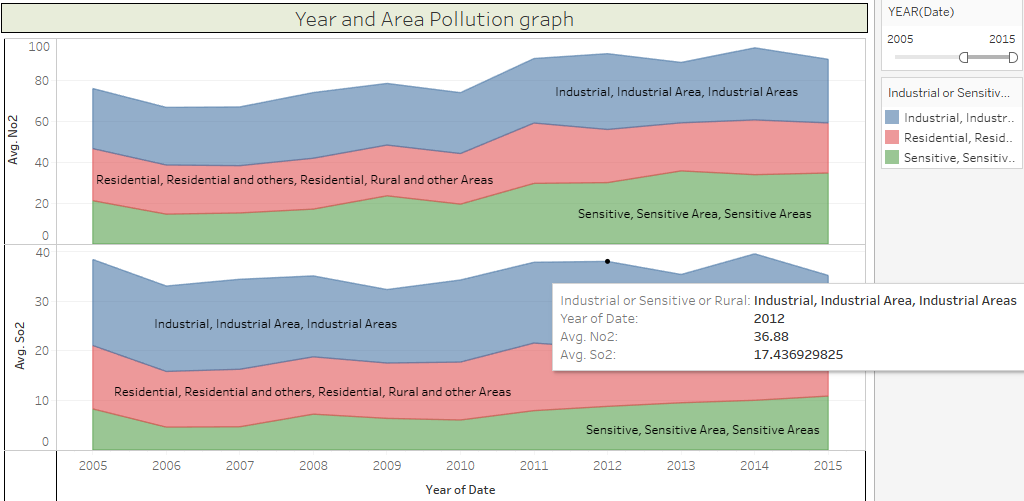 Year and Area Pollution graph
YEAR(Date)
2005 2015
Industrial or Sensitiv...
Industrial, Industr..
Residential, Resid..
Sensitive, Sensitiv..
Avg. No2
100
80
60
40
20
0
Industrial, Industrial Area, Industrial Areas
Residential, Residential and others, Residential, Rural and other Areas
Sensitive, Sensitive Area, Sensitive Areas
Avg. So2
40
30
20
10
0
Industrial, Industrial Area, Industrial Areas
Residential, Residential and others, Residential, Rural and other Areas
Sensitive, Sensitive Area, Sensitive Areas
Industrial or Sensitive or Rural: Industrial, Industrial Area, Industrial Areas
Year of Date: 2012
Avg. No2: 36.88
Avg. So2: 17.436929825
2005 2006 2007 2008 2009 2010 2011 2012 2013 2014 2015
Year of Date